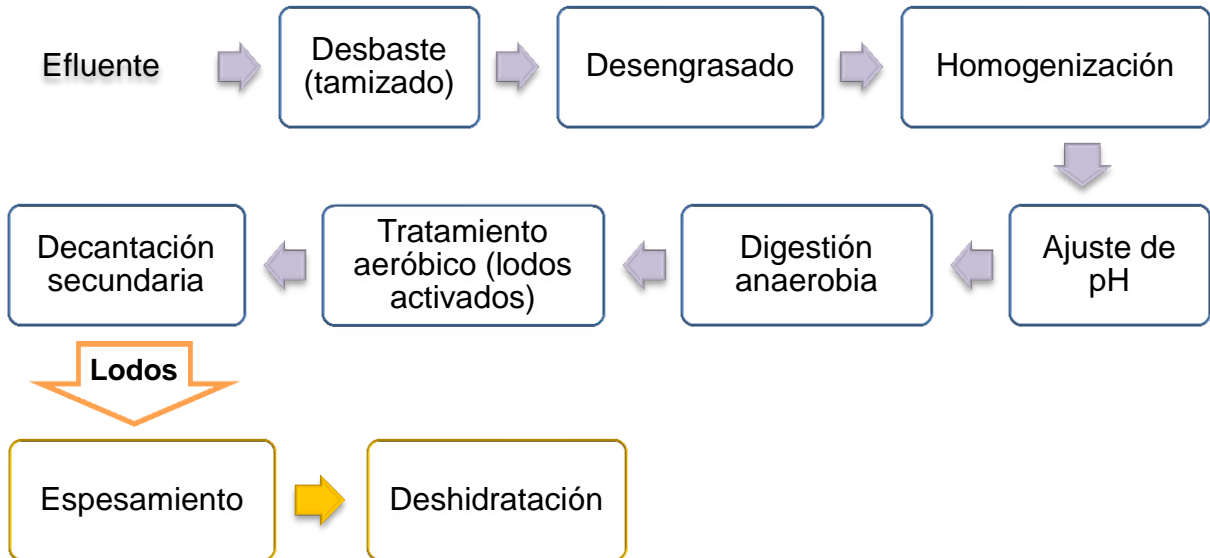 Efluente
Desbaste
(tamizado)
Desengrasado
Homogenización
Ajuste de
pH
Digestión
anaerobia
Tratamiento
aeróbico (lodos
activados)
Decantación
secundaria
Lodos
Espesamiento
Deshidratación